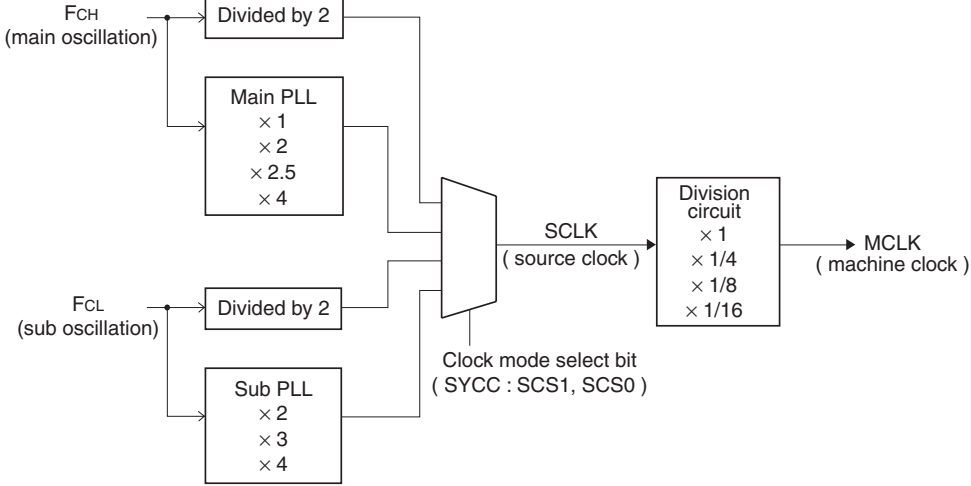 FCH
(main oscillation)
Divided by 2
Main PLL
× 1
× 2
× 2.5
× 4
FCL
(sub oscillation)
Divided by 2
Sub PLL
× 2
× 3
× 4
Clock mode select bit
( SYCC : SCS1, SCS0 )
SCLK
( source clock )
Division
circuit
× 1
× 1/4
× 1/8
× 1/16
MCLK
( machine clock )